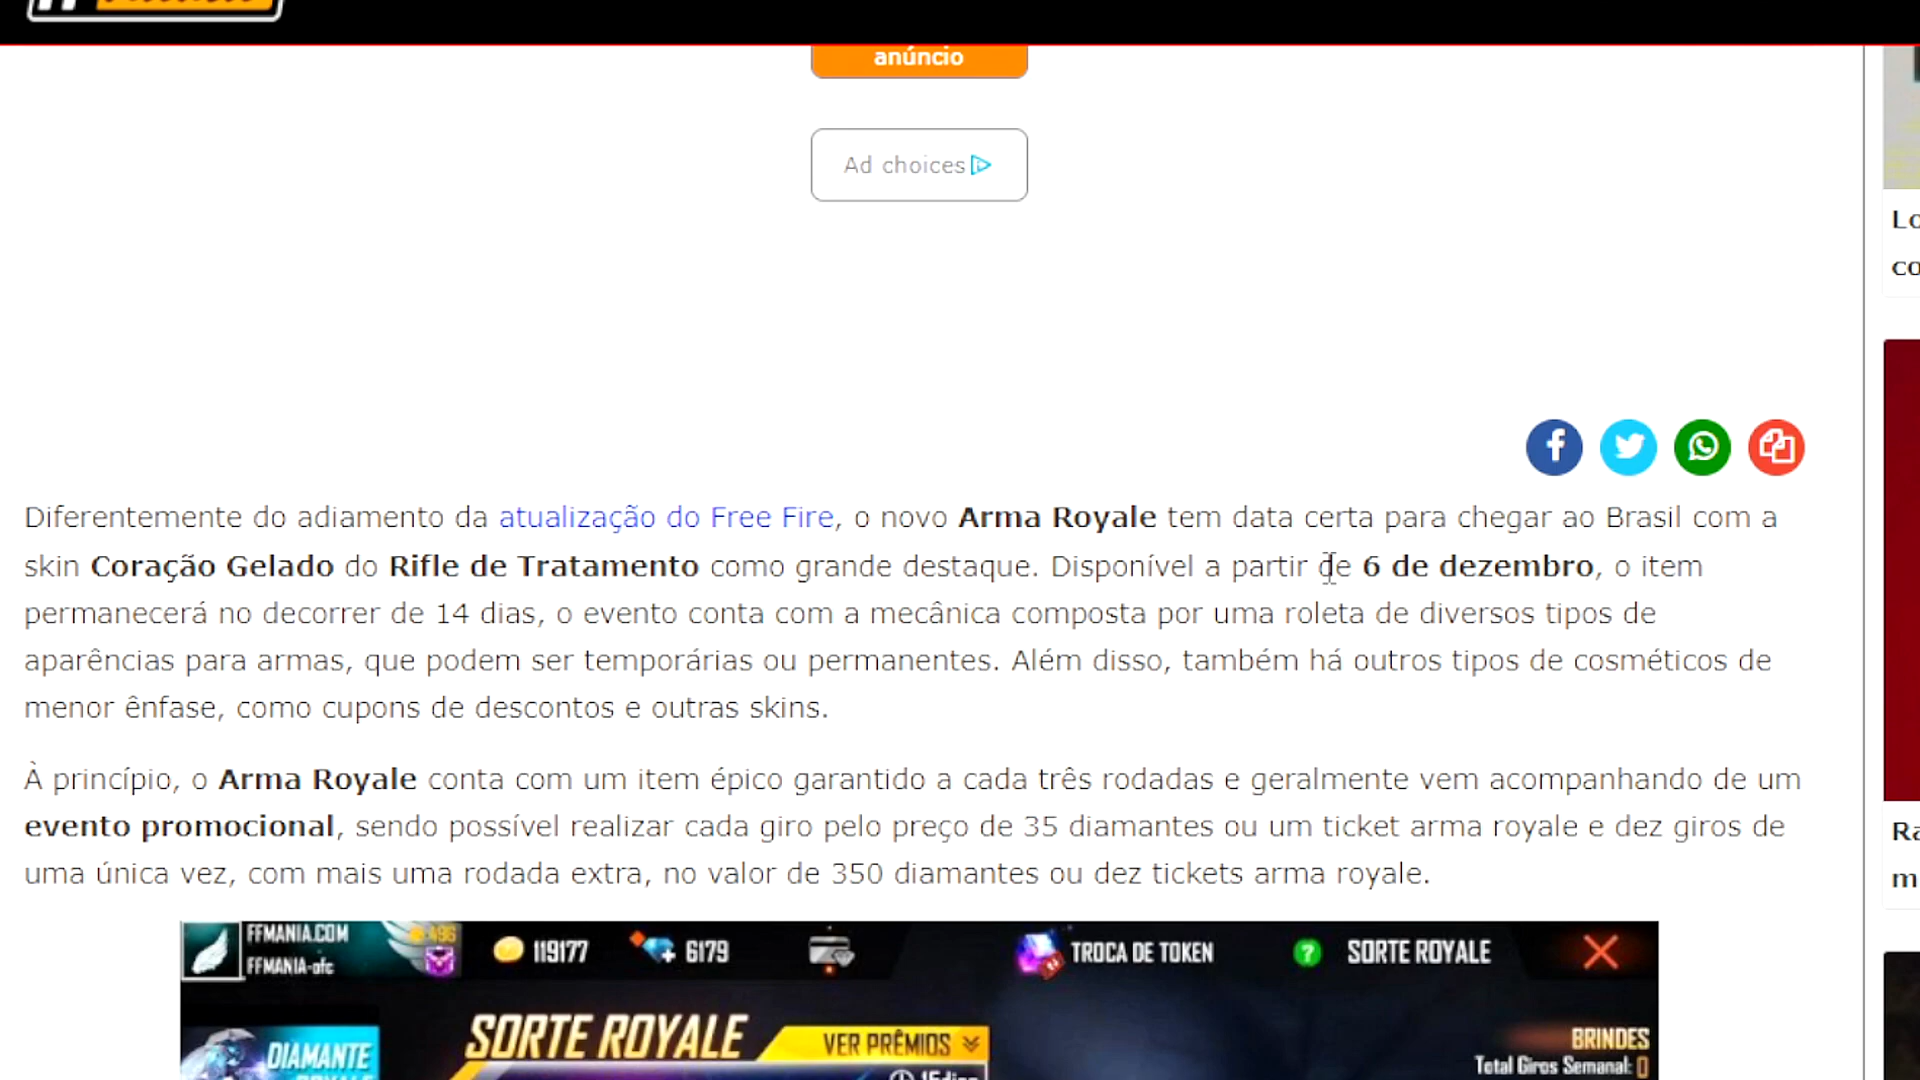 anúncio
Ad choices
Lo
co
Diferentemente do adiamento da atualização do Free Fire, o novo Arma Royale tem data certa para chegar ao Brasil com a
skin Coração Gelado do Rifle de Tratamento como grande destaque. Disponível a partir de 6 de dezembro, o item
permanecerá no decorrer de 14 dias, o evento conta com a mecânica composta por uma roleta de diversos tipos de
aparências para armas, que podem ser temporárias ou permanentes. Além disso, também há outros tipos de cosméticos de
menor ênfase, como cupons de descontos e outras skins.
À princípio, o Arma Royale conta com um item épico garantido a cada três rodadas e geralmente vem acompanhando de um
evento promocional, sendo possível realizar cada giro pelo preço de 35 diamantes ou um ticket arma royale e dez giros de
uma única vez, com mais uma rodada extra, no valor de 350 diamantes ou dez tickets arma royale.
Ra
m
FFMANIA.COM
FFMANIA-ofc
496
119177
6179
TROCA DE TOKEN
? SORTE ROYALE
SORTE ROYALE
VER PRÊMIOS
BRINDES
Total Giros Semanal: 0
DIAMANTE